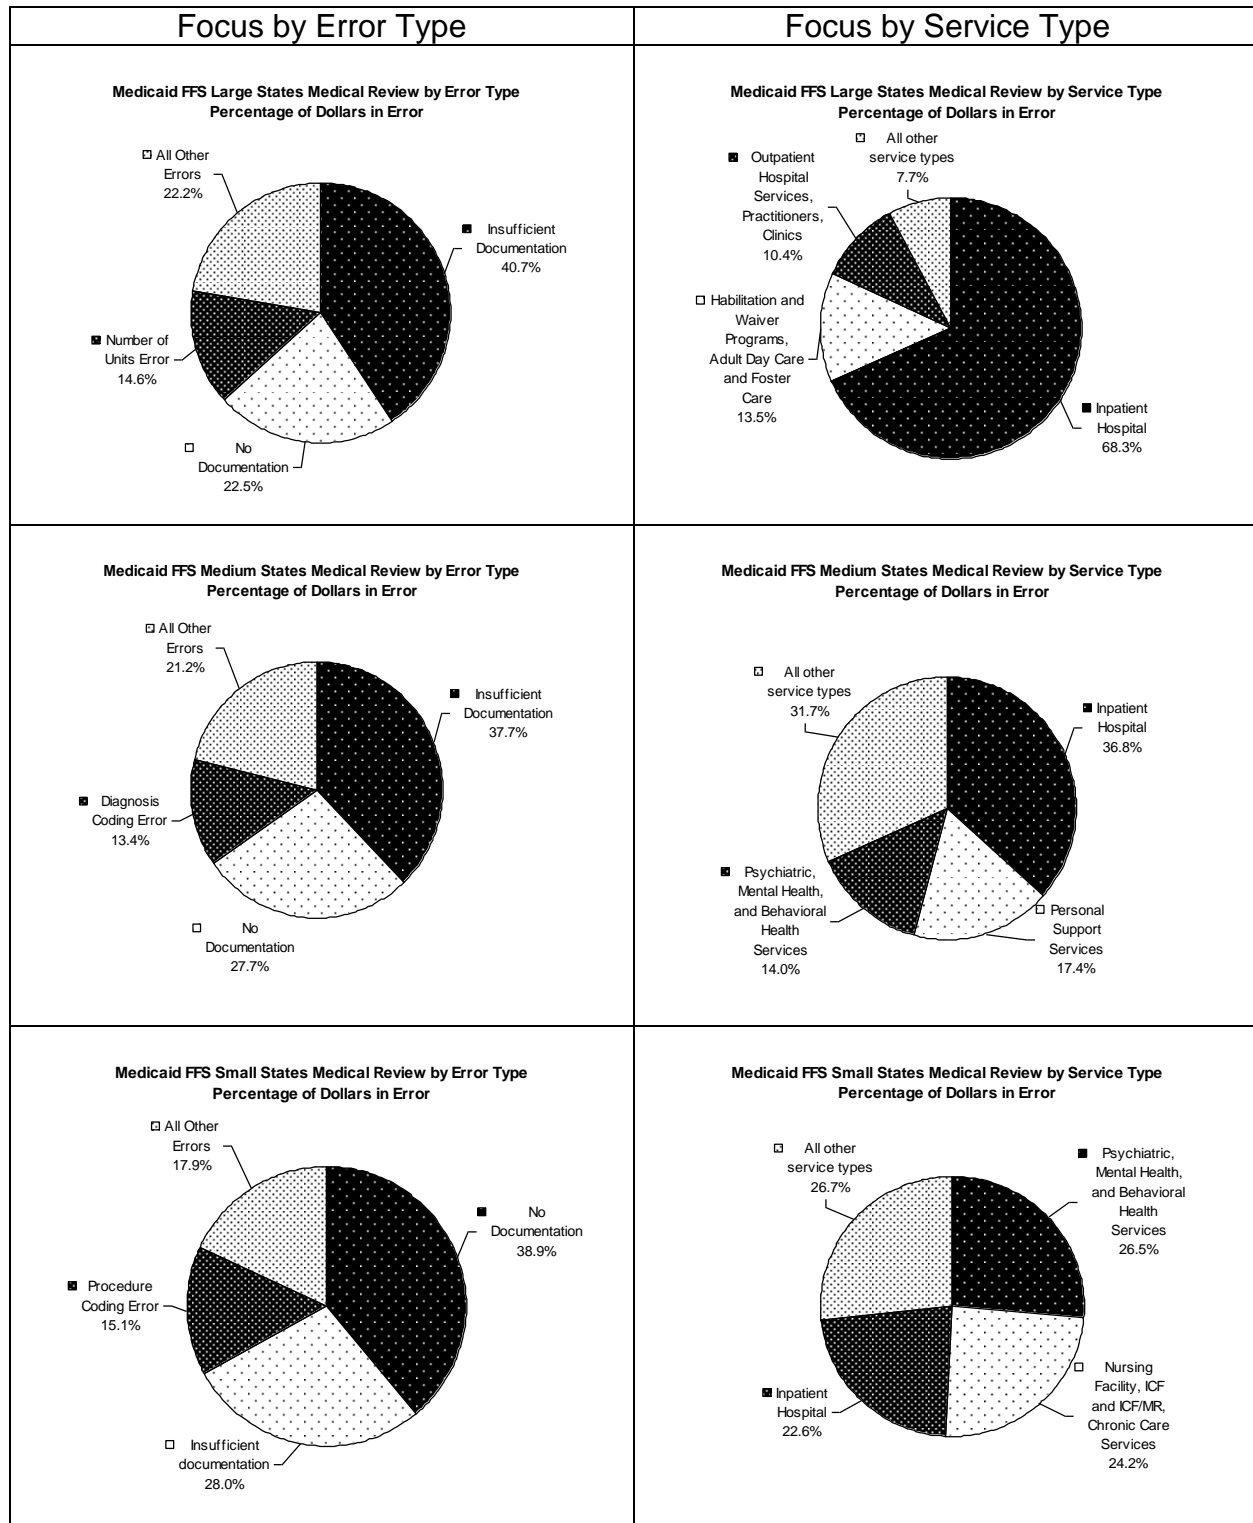 Focus by Error Type
Focus by Service Type
Medicaid FFS Large States Medical Review by Error Type
Percentage of Dollars in Error
All Other
Errors
22.2%
Insufficient
Documentation
40.7%
Number of
Units Error
14.6%
No
Documentation
22.5%
Medicaid FFS Large States Medical Review by Service Type
Percentage of Dollars in Error
All other
service types
7.7%
Outpatient
Hospital
Services,
Practitioners,
Clinics
10.4%
Habilitation and
Waiver
Programs,
Adult Day Care
and Foster
Care
13.5%
Inpatient
Hospital
68.3%
Medicaid FFS Medium States Medical Review by Error Type
Percentage of Dollars in Error
All Other
Errors
21.2%
Insufficient
Documentation
37.7%
Diagnosis
Coding Error
13.4%
No
Documentation
27.7%
Medicaid FFS Medium States Medical Review by Service Type
Percentage of Dollars in Error
All other
service types
31.7%
Inpatient
Hospital
36.8%
Psychiatric,
Mental Health,
and Behavioral
Health
Services
14.0%
Personal
Support
Services
17.4%
Medicaid FFS Small States Medical Review by Error Type
Percentage of Dollars in Error
All Other
Errors
17.9%
No
Documentation
38.9%
Procedure
Coding Error
15.1%
Insufficient
documentation
28.0%
Medicaid FFS Small States Medical Review by Service Type
Percentage of Dollars in Error
All other
service types
26.7%
Psychiatric,
Mental Health,
and Behavioral
Health
Services
26.5%
Inpatient
Hospital
22.6%
Nursing
Facility, ICF
and ICF/MR,
Chronic Care
Services
24.2%